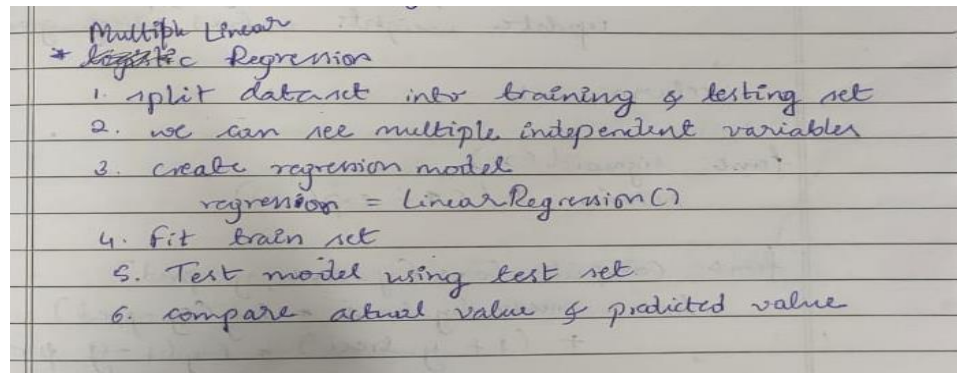 Multiple Linear
* Regression
1. split dataset into training & testing set
2. we can see multiple independent variables
3. create regression model
regression = LinearRegression()
4. fit train set
5. Test model using test set
6. compare actual value & predicted value